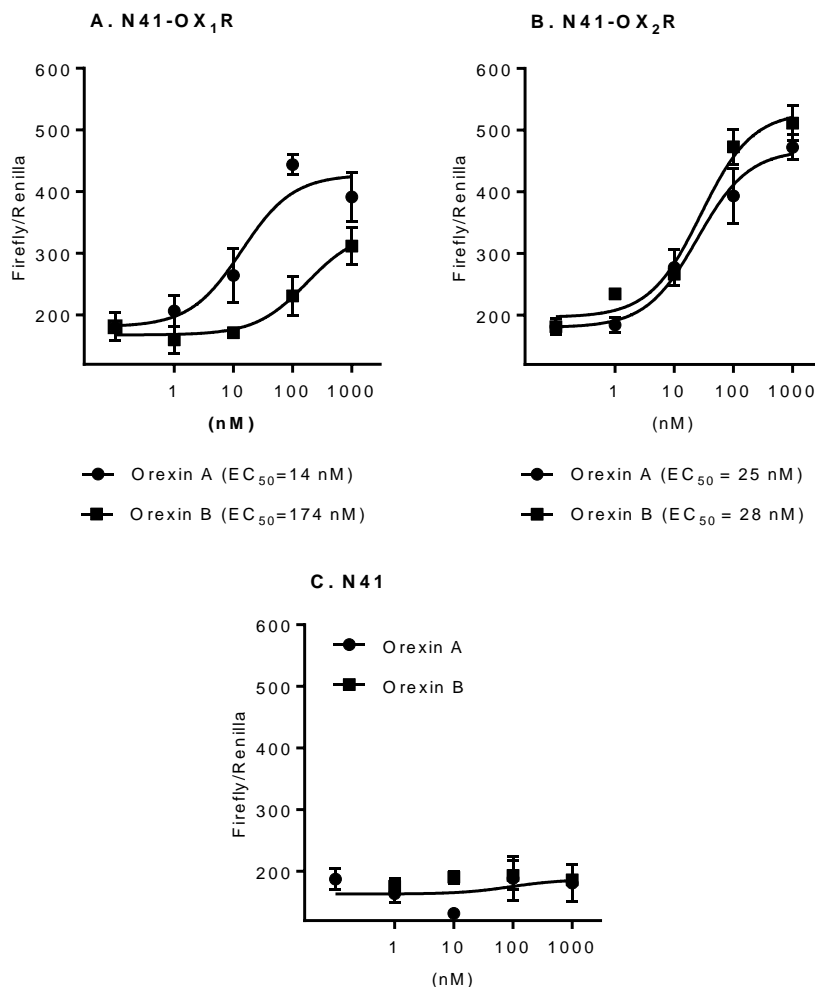 A. N41-OX₁R
600
500
400
300
200
Firefly/Renilla
1 10 100 1000
(nM)
Orexin A (EC₅₀=14 nM)
Orexin B (EC₅₀=174 nM)
B. N41-OX₂R
600
500
400
300
200
Firefly/Renilla
1 10 100 1000
(nM)
Orexin A (EC₅₀ = 25 nM)
Orexin B (EC₅₀ = 28 nM)
C. N41
600
500
400
300
200
Firefly/Renilla
Orexin A
Orexin B
1 10 100 1000
(nM)